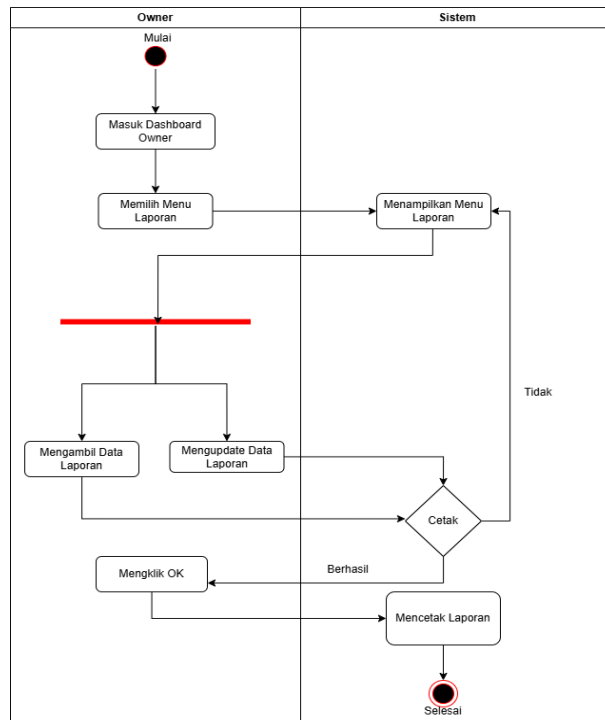 Owner
Sistem
Mulai
Masuk Dashboard
Owner
Memilih Menu
Laporan
Menampilkan Menu
Laporan
Tidak
Mengambil Data
Laporan
Mengupdate Data
Laporan
Cetak
Berhasil
Mengklik OK
Mencetak Laporan
Selesai